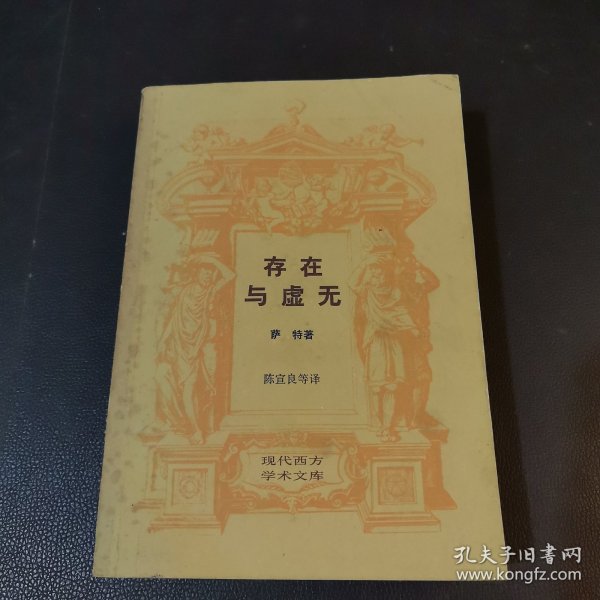 存在
与虚无
萨 特著
陈宣良等译
现代西方
学术文库
孔夫子旧書网
www.kongfz.com